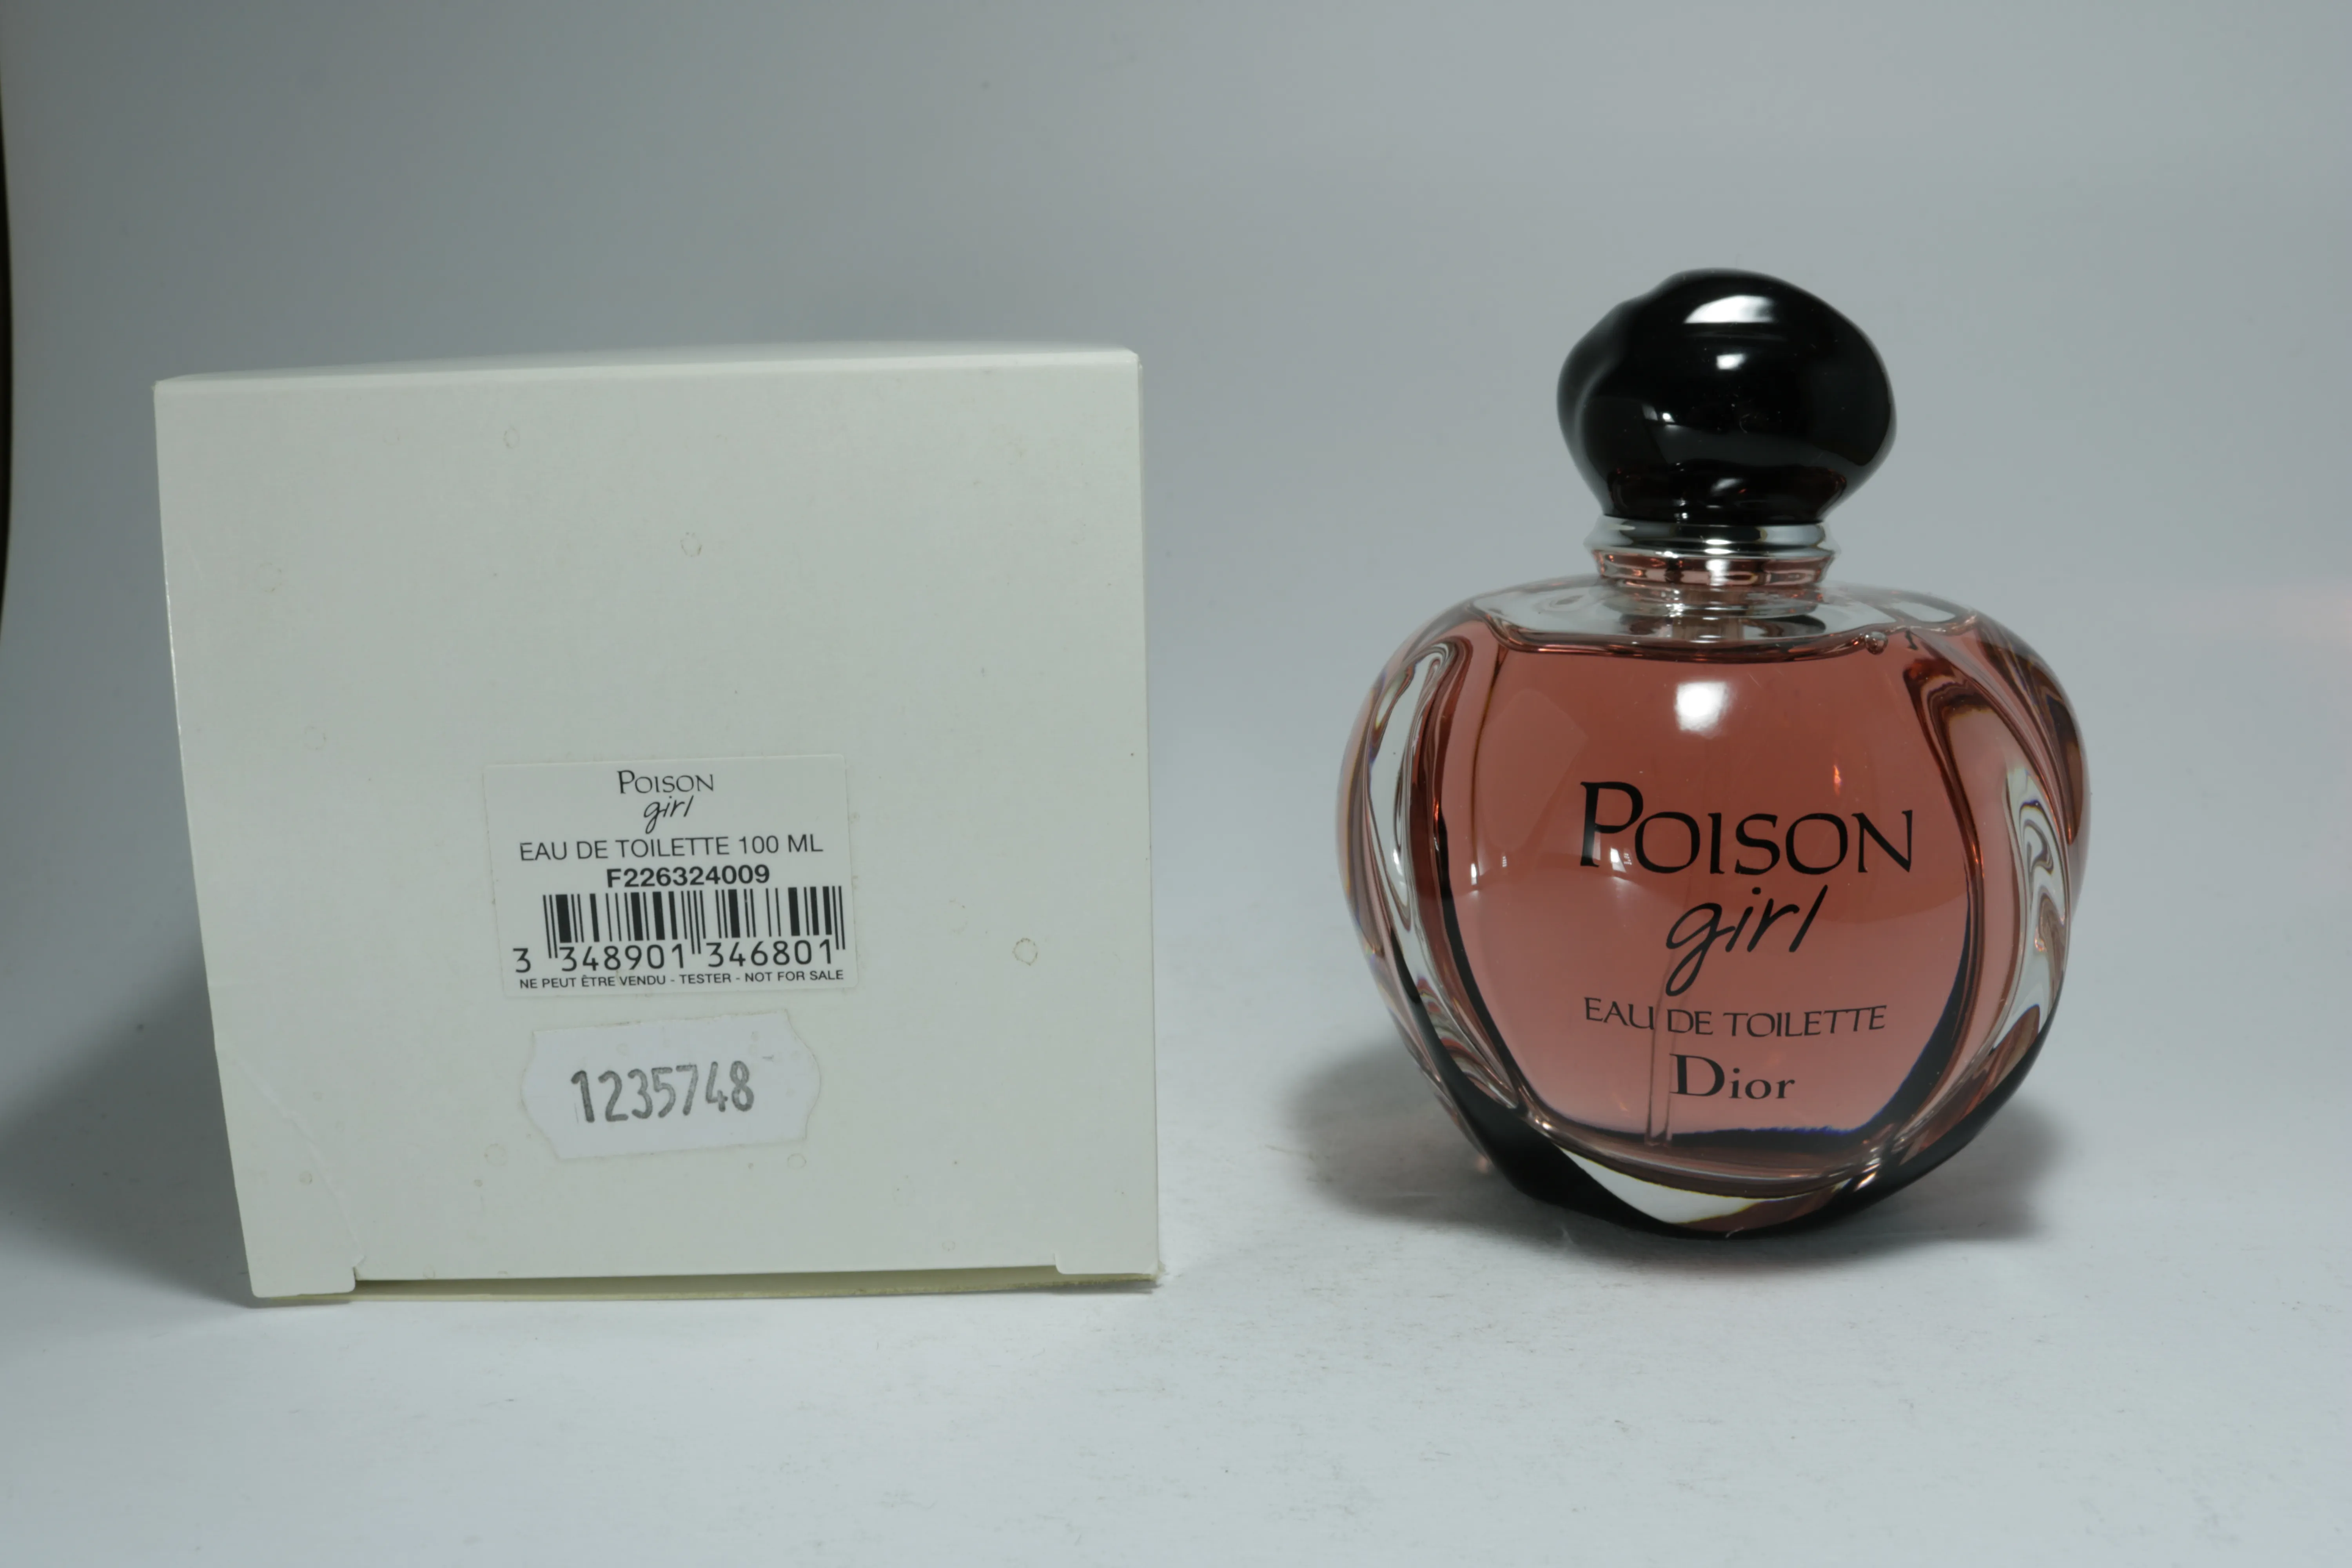 POISON
girl
EAU DE TOILETTE 100 ML
F226324009
3 348901 346801
NE PEUT ÊTRE VENDU - TESTER - NOT FOR SALE
1235748
POISON
girl
EAU DE TOILETTE
Dior